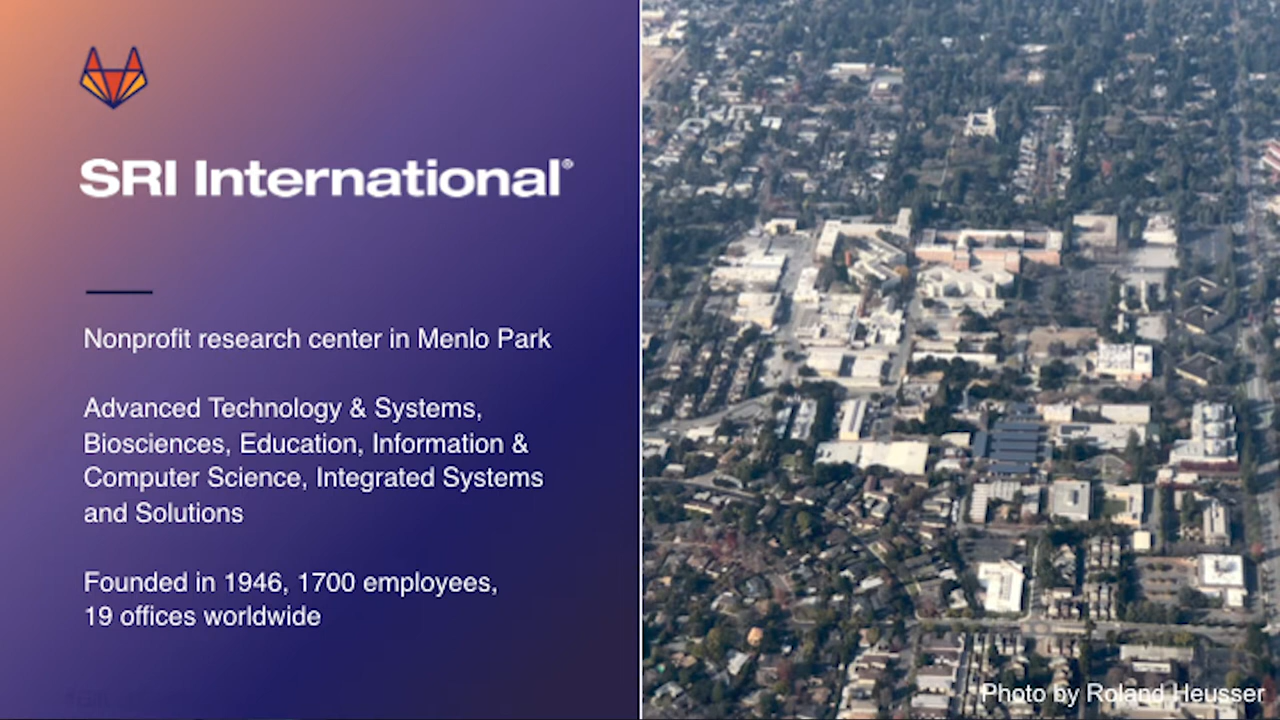 SRI International®
Nonprofit research center in Menlo Park
Advanced Technology & Systems,
Biosciences, Education, Information &
Computer Science, Integrated Systems
and Solutions
Founded in 1946, 1700 employees,
19 offices worldwide
Photo by Roland Heusser